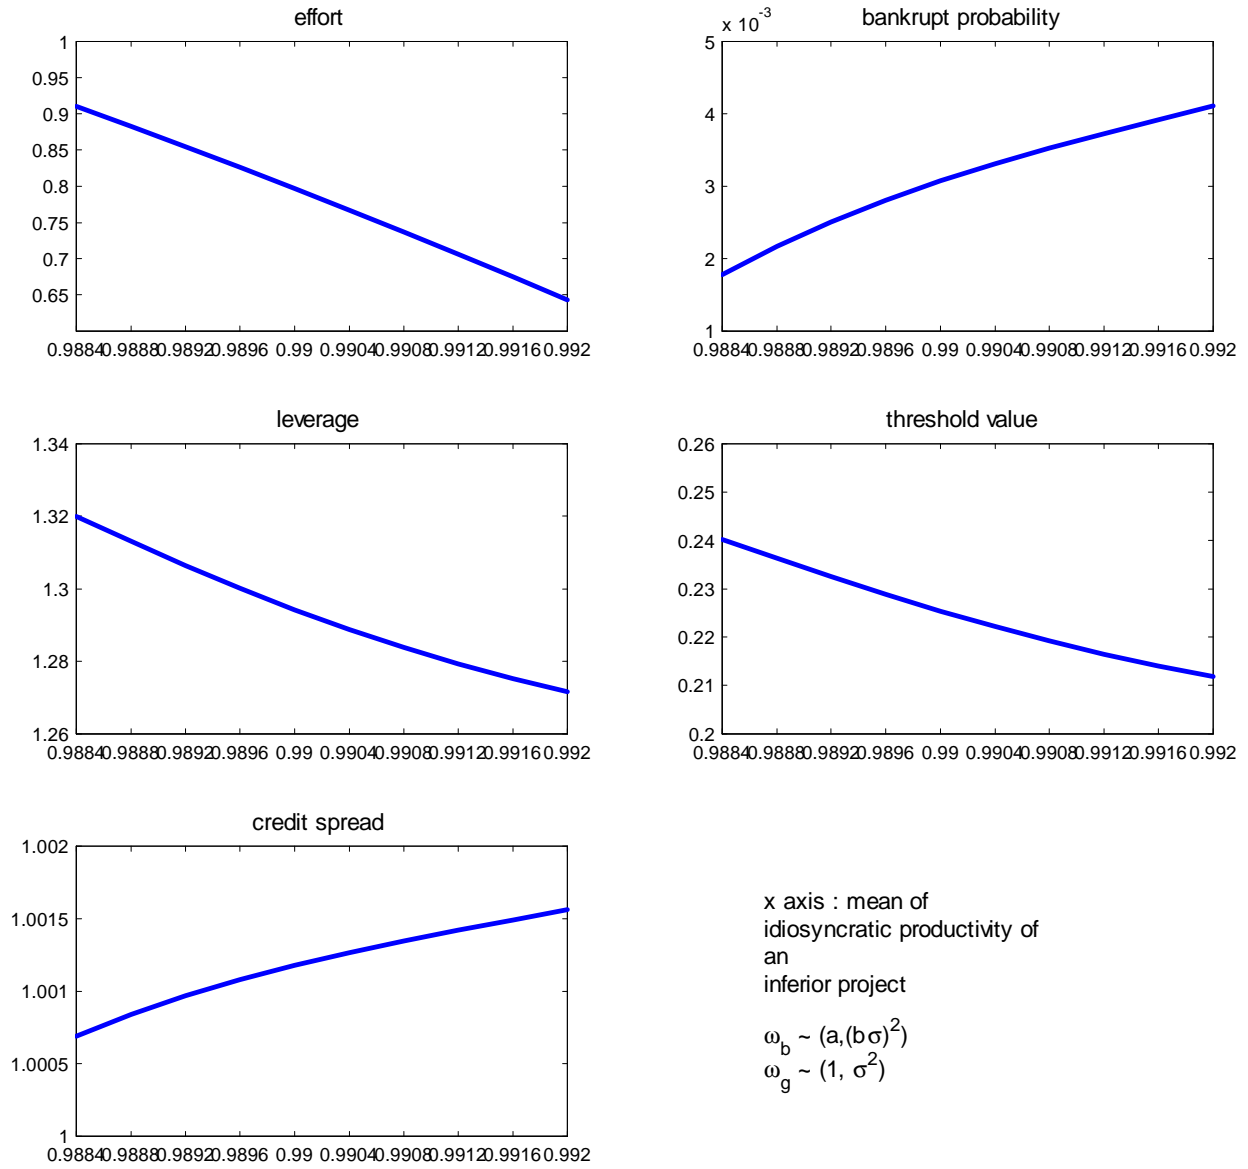 effort
1
0.95
0.9
0.85
0.8
0.75
0.7
0.65
0.9884 0.9888 0.9892 0.9896 0.99 0.9904 0.9908 0.9912 0.9916 0.992
bankrupt probability
x 10^-3
5
4
3
2
1
0.9884 0.9888 0.9892 0.9896 0.99 0.9904 0.9908 0.9912 0.9916 0.992
leverage
1.34
1.32
1.3
1.28
1.26
0.9884 0.9888 0.9892 0.9896 0.99 0.9904 0.9908 0.9912 0.9916 0.992
threshold value
0.26
0.25
0.24
0.23
0.22
0.21
0.2
0.9884 0.9888 0.9892 0.9896 0.99 0.9904 0.9908 0.9912 0.9916 0.992
credit spread
1.002
1.0015
1.001
1.0005
1
0.9884 0.9888 0.9892 0.9896 0.99 0.9904 0.9908 0.9912 0.9916 0.992
x axis : mean of
idiosyncratic productivity of
an
inferior project
ω_b ~ (a,(bσ)^2)
ω_g ~ (1, σ^2)